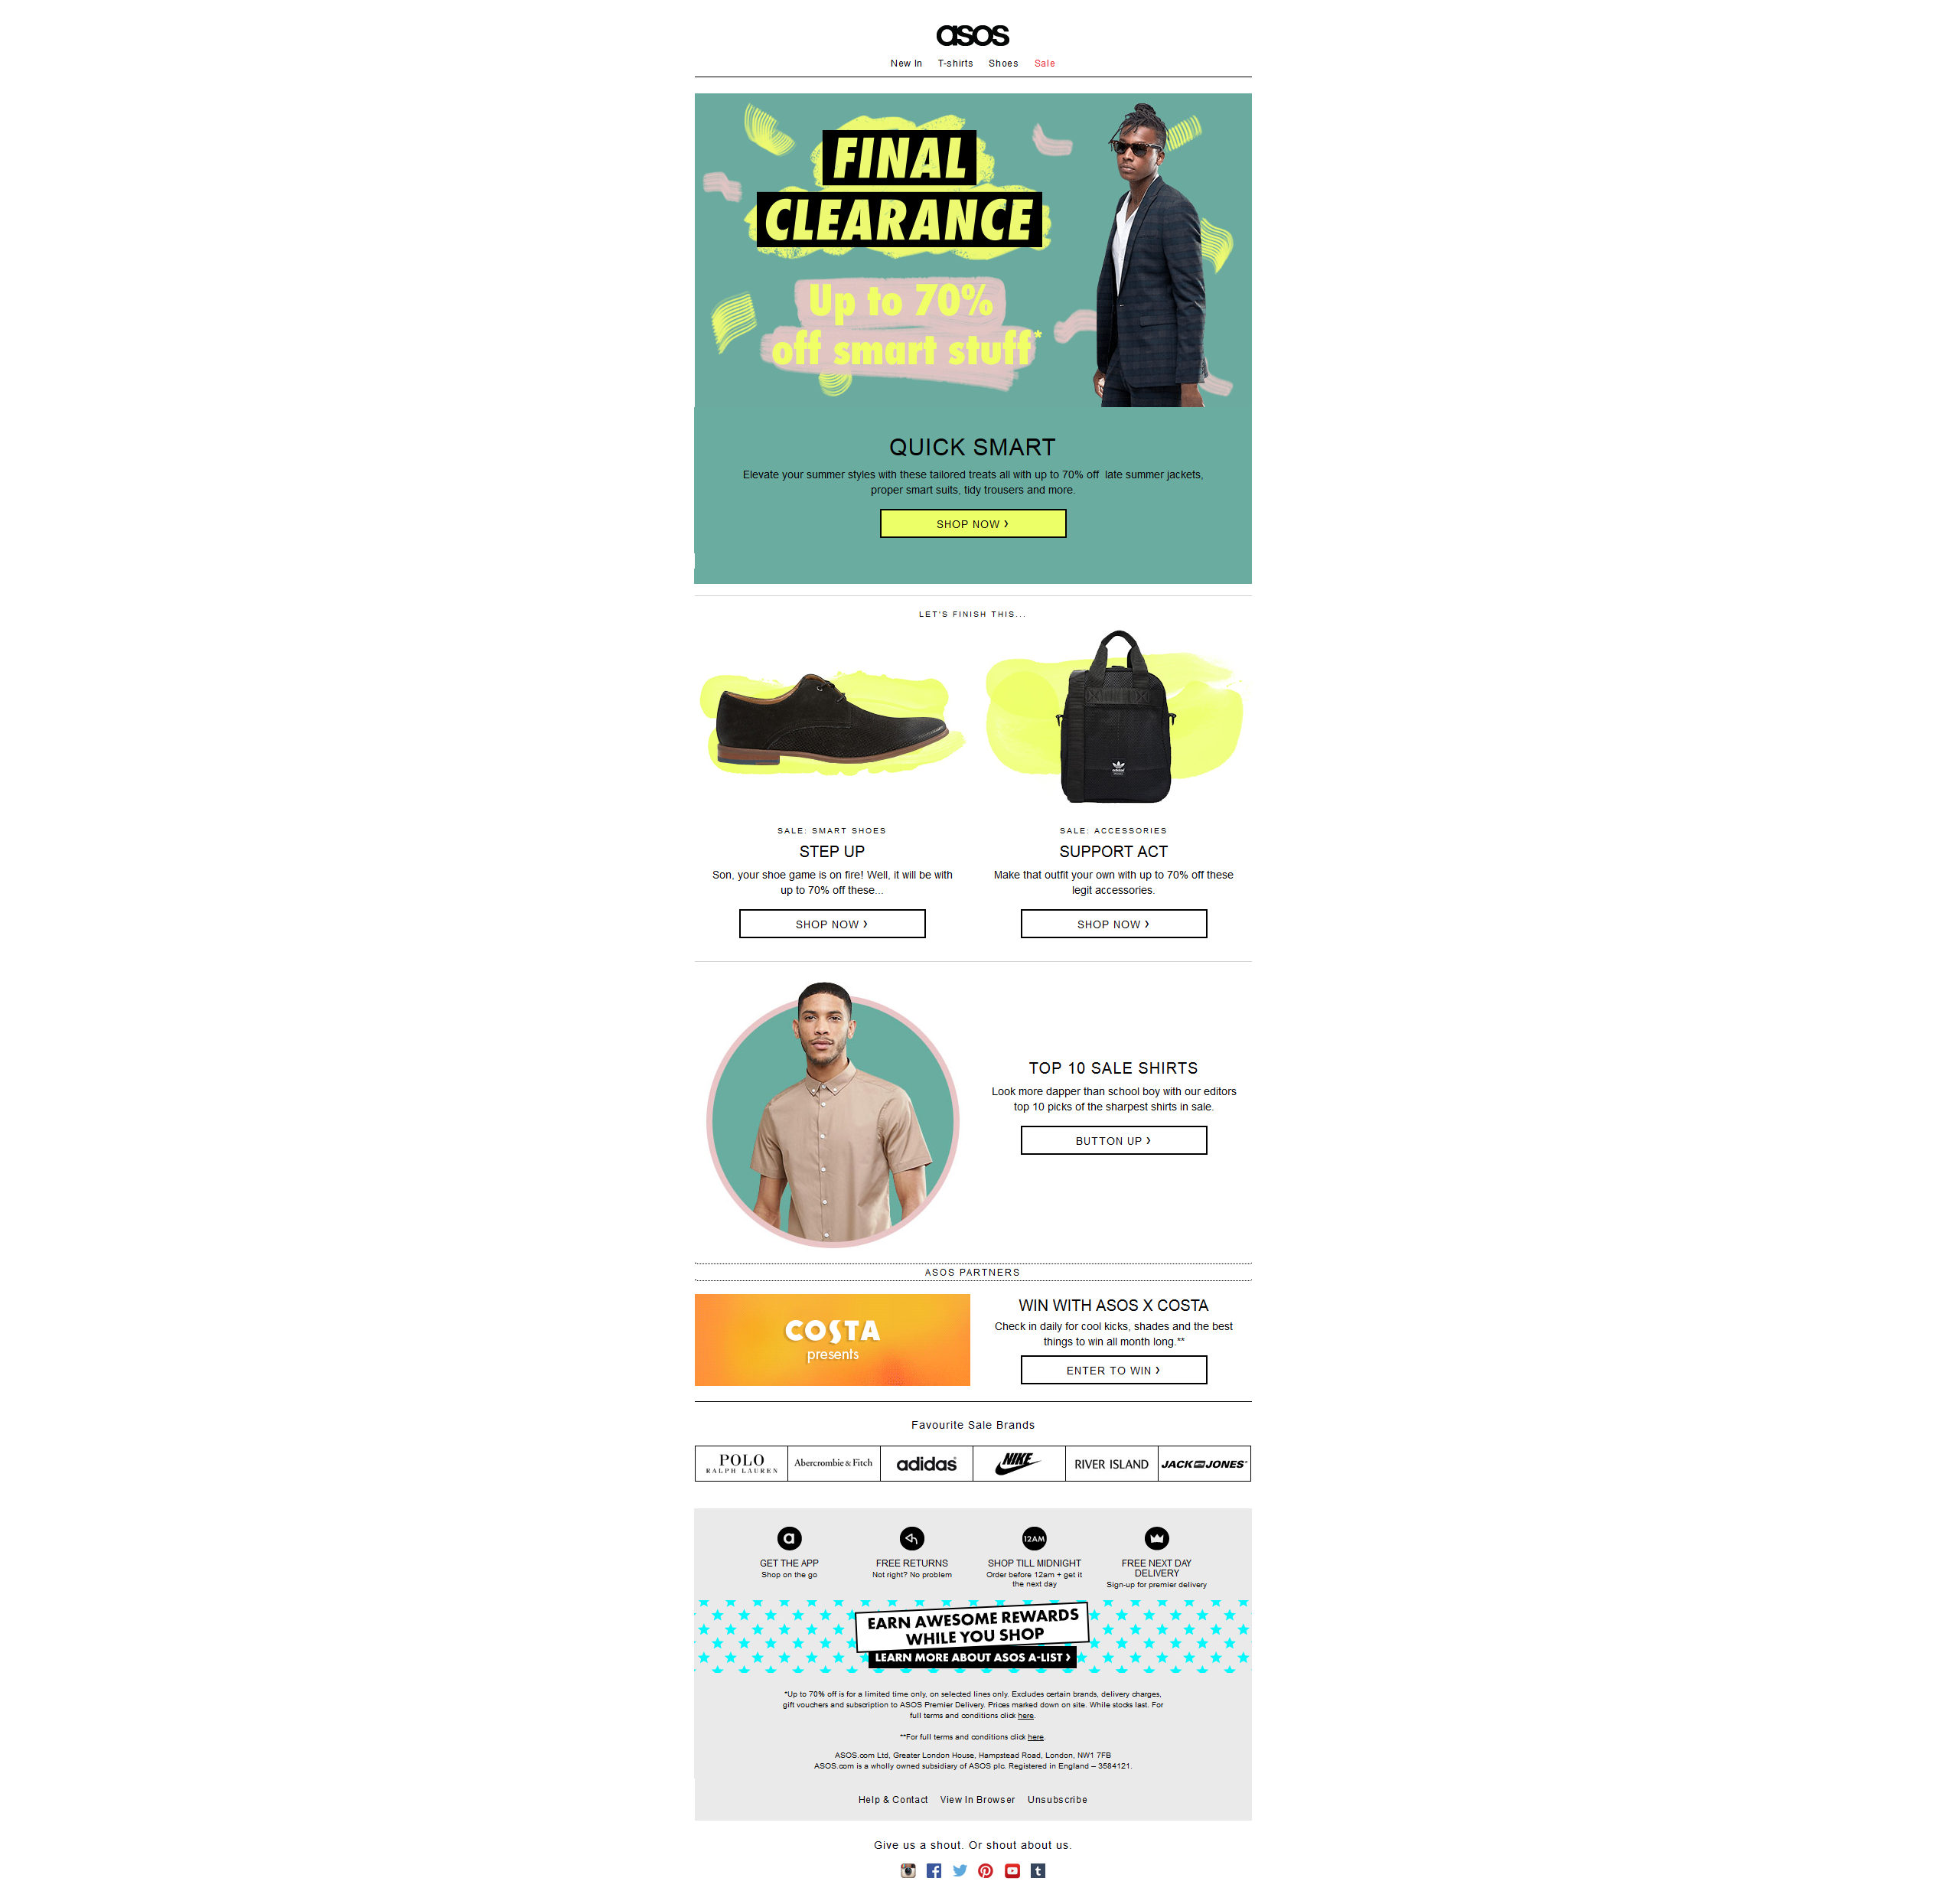 asos
New In T-shirts Shoes Sale
FINAL
CLEARANCE
Up to 70%
off smart stuff*
QUICK SMART
Elevate your summer styles with these tailored treats all with up to 70% off late summer jackets,
proper smart suits, tidy trousers and more.
SHOP NOW ›
LET'S FINISH THIS...
adidas
SALE: SMART SHOES
STEP UP
Son, your shoe game is on fire! Well, it will be with
up to 70% off these...
SHOP NOW ›
SALE: ACCESSORIES
SUPPORT ACT
Make that outfit your own with up to 70% off these
legit accessories.
SHOP NOW ›
TOP 10 SALE SHIRTS
Look more dapper than school boy with our editors
top 10 picks of the sharpest shirts in sale.
BUTTON UP ›
ASOS PARTNERS
COSTA
presents
WIN WITH ASOS X COSTA
Check in daily for cool kicks, shades and the best
things to win all month long.**
ENTER TO WIN ›
Favourite Sale Brands
POLO
RALPH LAUREN
Abercrombie & Fitch
adidas
NIKE
RIVER ISLAND
JACK AND JONES
a
12AM
GET THE APP
Shop on the go
FREE RETURNS
Not right? No problem
SHOP TILL MIDNIGHT
Order before 12am + get it
the next day
FREE NEXT DAY
DELIVERY
Sign-up for premier delivery
EARN AWESOME REWARDS
WHILE YOU SHOP
LEARN MORE ABOUT ASOS A-LIST ›
*Up to 70% off is for a limited time only, on selected lines only. Excludes certain brands, delivery charges,
gift vouchers and subscription to ASOS Premier Delivery. Prices marked down on site. While stocks last. For
full terms and conditions click here.
**For full terms and conditions click here.
ASOS.com Ltd, Greater London House, Hampstead Road, London, NW1 7FB
ASOS.com is a wholly owned subsidiary of ASOS plc. Registered in England – 3584121.
Help & Contact View In Browser Unsubscribe
Give us a shout. Or shout about us.